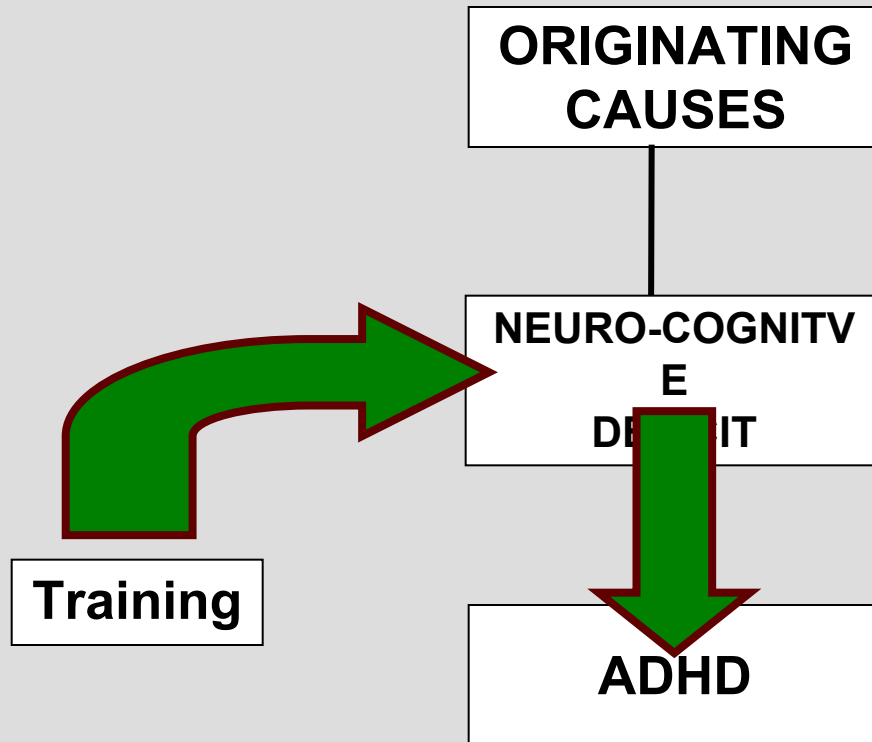 ORIGINATING
CAUSES
NEURO-COGNITV
E
Training
ADHD